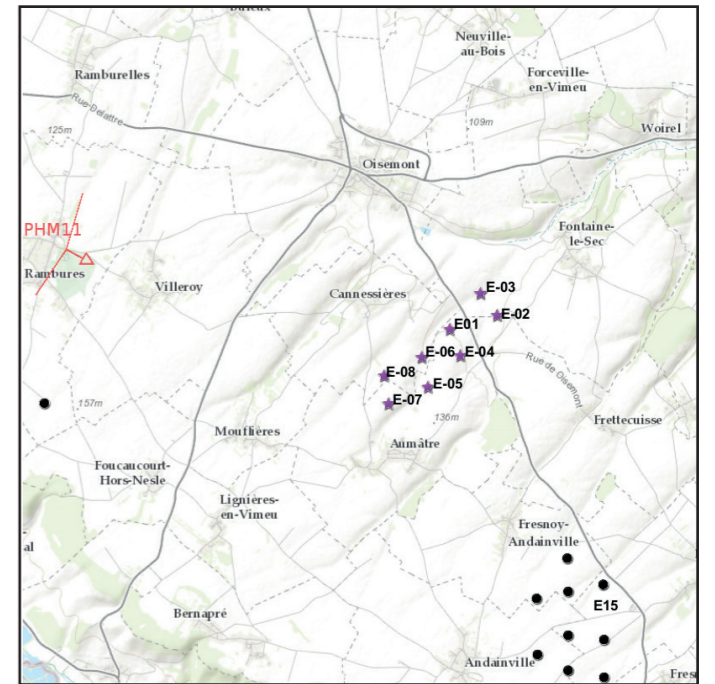 Neuville-
au-Bois
Ramburelles
Forceville-
en-Vimeu
Rue Delattre
125m
109m
Woirel
Oisemont
PHM11
Fontaine-
le-Sec
Rambures
Villeroy
Cannessières
E-03
E-02
E01
E-06
E-04
E-08
E-05
E-07
Rue de Oisemont
157m
136m
Mouflières
Aumâtre
Frettecuisse
Foucaucourt-
Hors-Nesle
Lignières-
en-Vimeu
Fresnoy-
Andainville
al
E15
Bernapré
Andainville
Fres